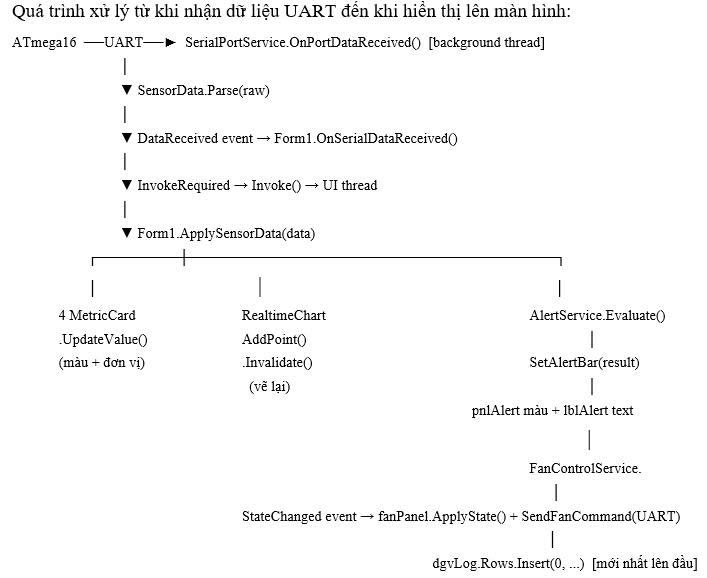 Quá trình xử lý từ khi nhận dữ liệu UART đến khi hiển thị lên màn hình:
ATmega16 ──UART──► SerialPortService.OnPortDataReceived() [background thread]
│
▼ SensorData.Parse(raw)
│
▼ DataReceived event → Form1.OnSerialDataReceived()
│
▼ InvokeRequired → Invoke() → UI thread
│
▼ Form1.ApplySensorData(data)
4 MetricCard RealtimeChart AlertService.Evaluate()
.UpdateValue() AddPoint() │
(màu + đơn vị) .Invalidate() SetAlertBar(result)
(vẽ lại) │
pnlAlert màu + lblAlert text
│
FanControlService.
│
StateChanged event → fanPanel.ApplyState() + SendFanCommand(UART)
│
dgvLog.Rows.Insert(0, ...) [mới nhất lên đầu]